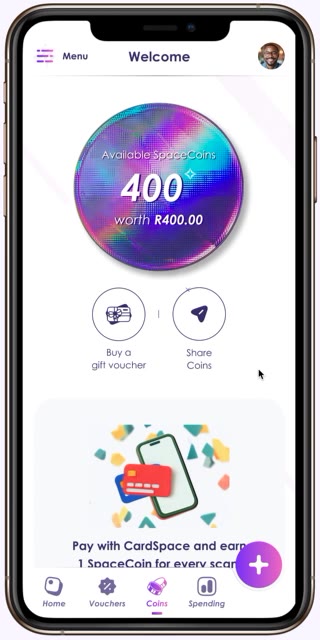 Menu
Welcome
Available SpaceCoins
400
worth R400.00
Buy a
gift voucher
Share
Coins
Pay with CardSpace and earn
1 SpaceCoin for every scan
Home
Vouchers
Coins
Spending